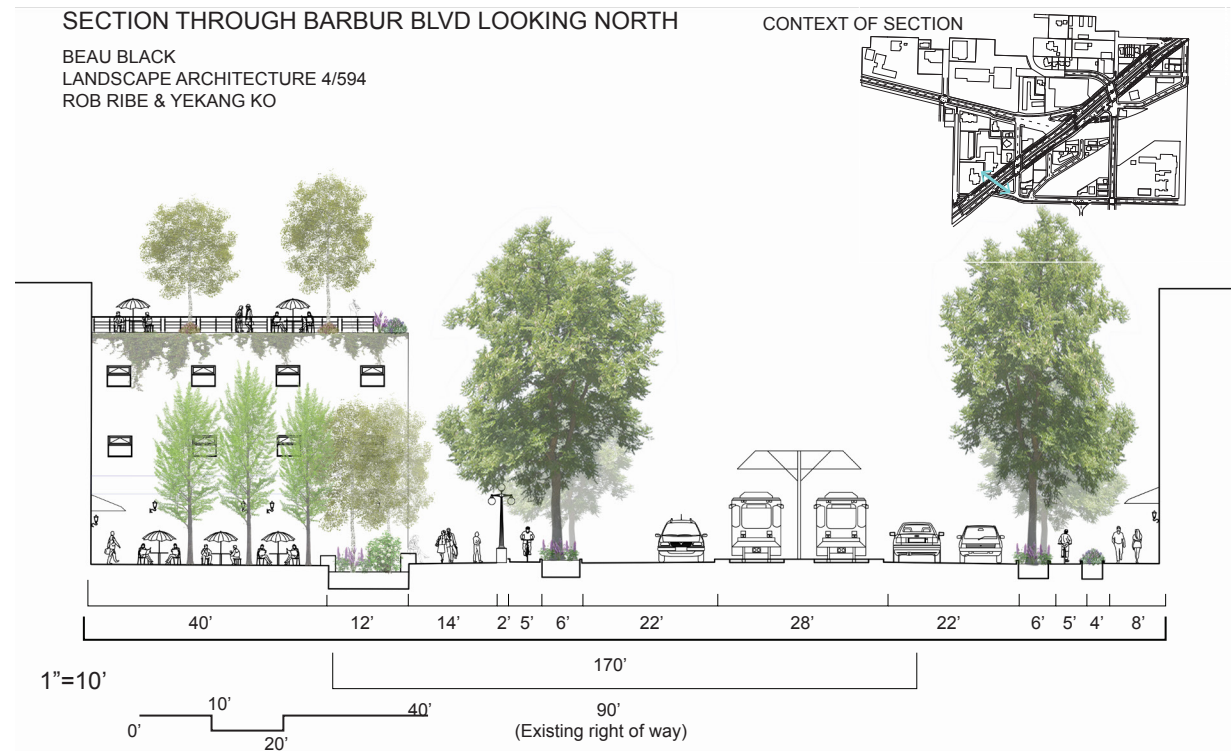 SECTION THROUGH BARBUR BLVD LOOKING NORTH
BEAU BLACK
LANDSCAPE ARCHITECTURE 4/594
ROB RIBE & YEKANG KO
CONTEXT OF SECTION
40’ 12’ 14’ 2’ 5’ 6’ 22’ 28’ 22’ 6’ 5’ 4’ 8’
170’
1”=10’
90’
(Existing right of way)
0’ 10’ 20’ 40’